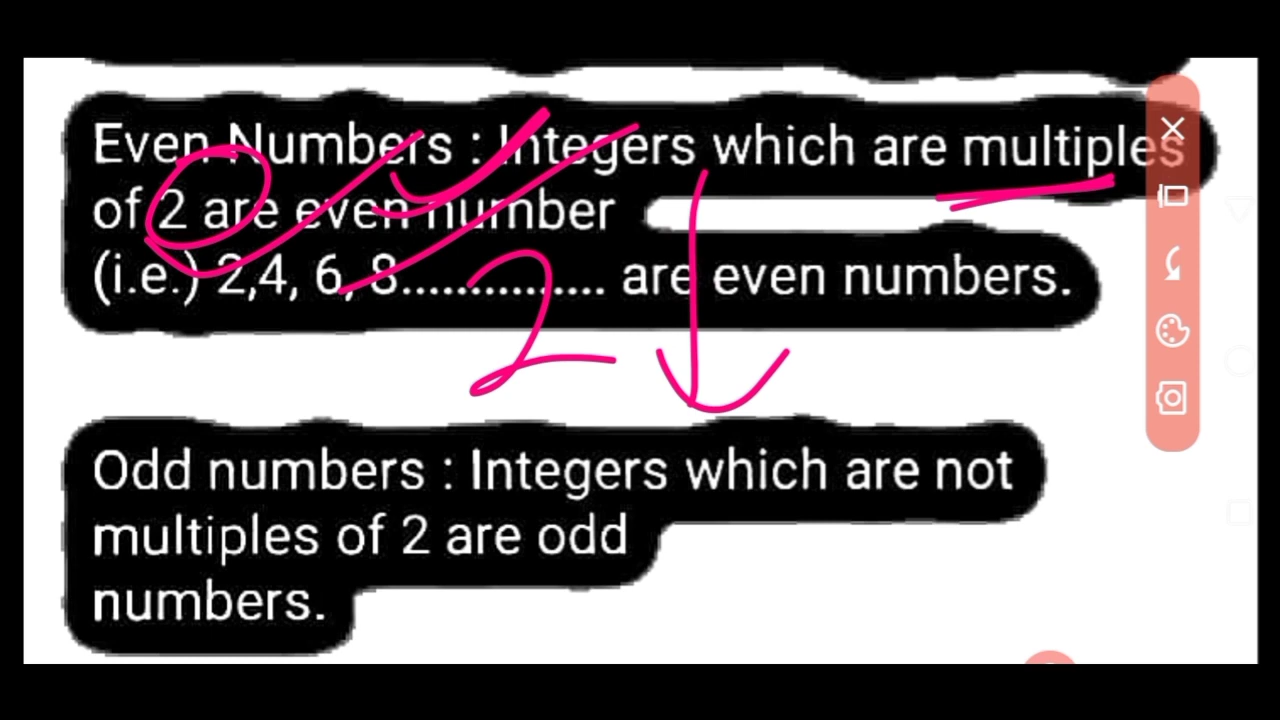 Even Numbers : Integers which are multiples
of 2 are even number
(i.e.) 2,4, 6, 8............... are even numbers.
2
Odd numbers : Integers which are not
multiples of 2 are odd
numbers.